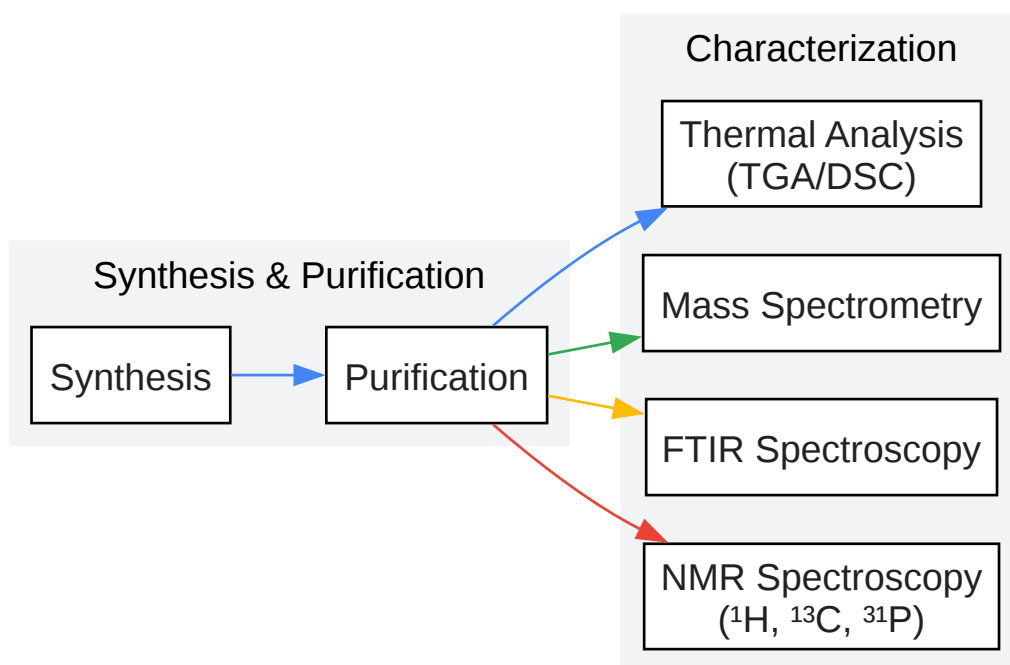 Synthesis & Purification
Synthesis
Purification
Characterization
Thermal Analysis
(TGA/DSC)
Mass Spectrometry
FTIR Spectroscopy
NMR Spectroscopy
(¹H, ¹³C, ³¹P)